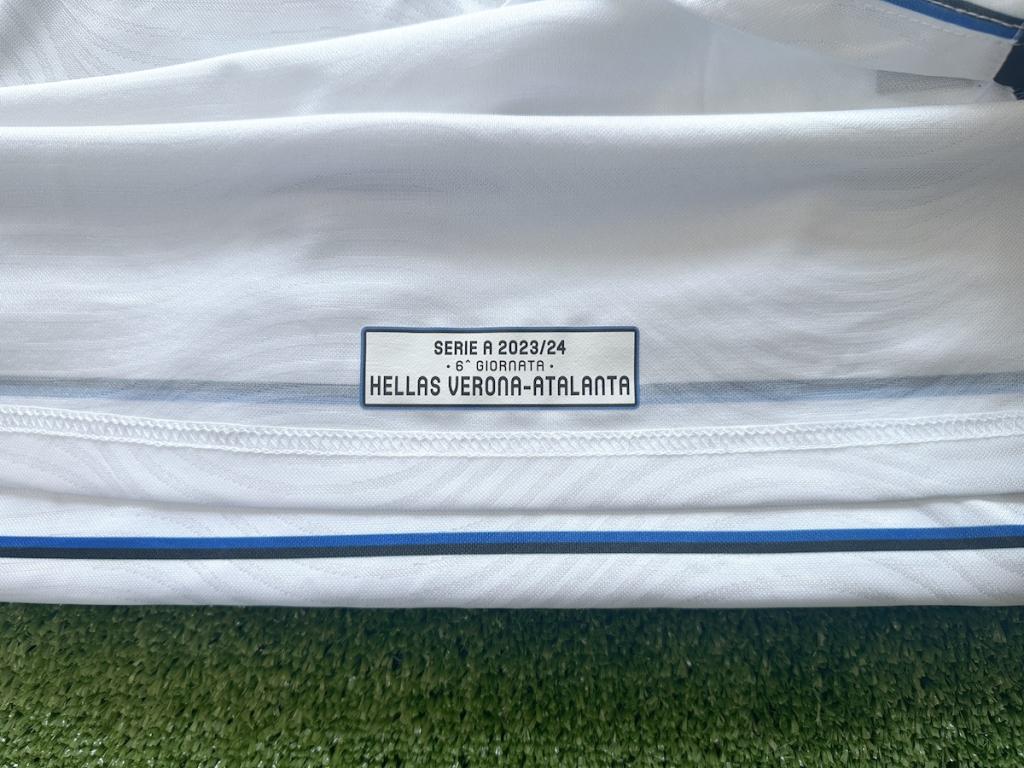 SERIE A 2023/24
· 6^ GIORNATA ·
HELLAS VERONA-ATALANTA